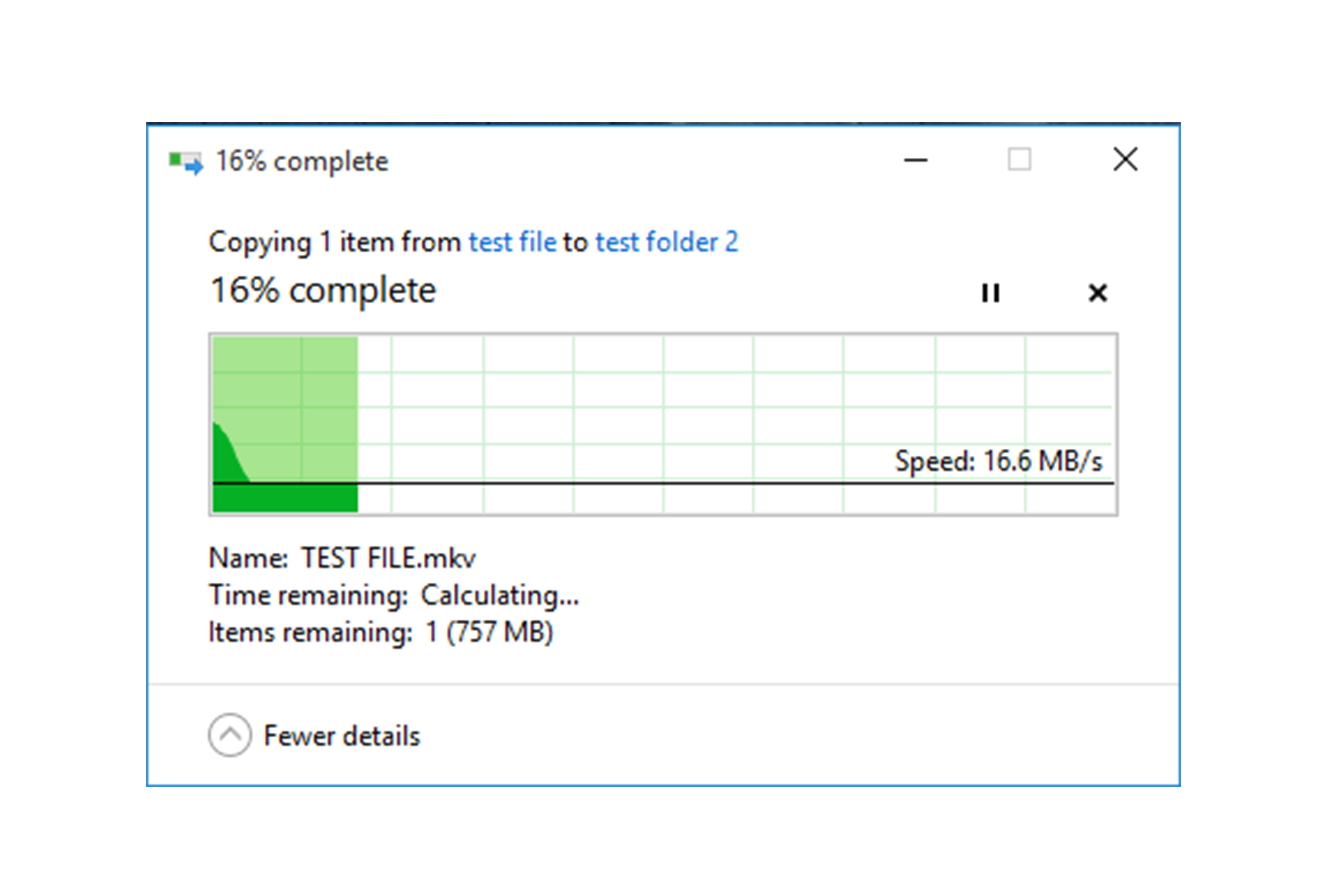 16% complete
Copying 1 item from test file to test folder 2
16% complete
Speed: 16.6 MB/s
Name: TEST FILE.mkv
Time remaining: Calculating...
Items remaining: 1 (757 MB)
Fewer details